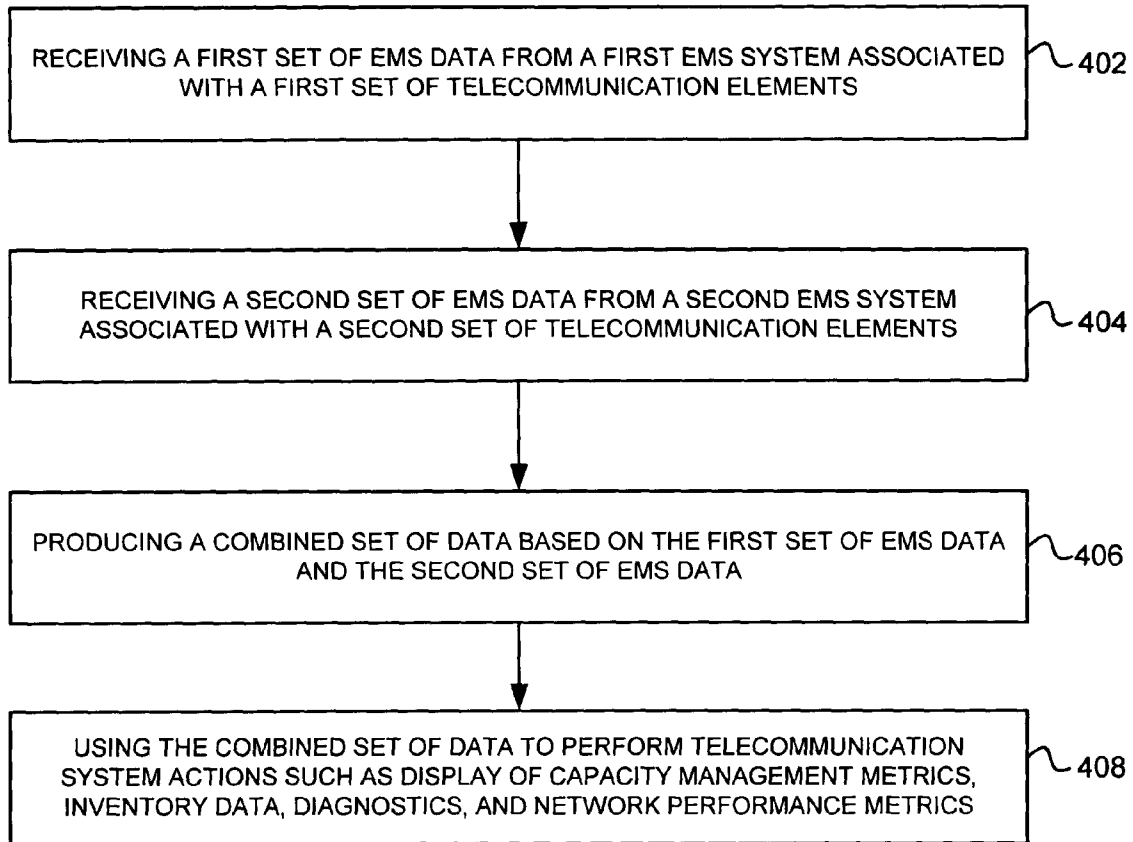 RECEIVING A FIRST SET OF EMS DATA FROM A FIRST EMS SYSTEM ASSOCIATED
WITH A FIRST SET OF TELECOMMUNICATION ELEMENTS
402
RECEIVING A SECOND SET OF EMS DATA FROM A SECOND EMS SYSTEM
ASSOCIATED WITH A SECOND SET OF TELECOMMUNICATION ELEMENTS
404
PRODUCING A COMBINED SET OF DATA BASED ON THE FIRST SET OF EMS DATA
AND THE SECOND SET OF EMS DATA
406
USING THE COMBINED SET OF DATA TO PERFORM TELECOMMUNICATION
SYSTEM ACTIONS SUCH AS DISPLAY OF CAPACITY MANAGEMENT METRICS,
INVENTORY DATA, DIAGNOSTICS, AND NETWORK PERFORMANCE METRICS
408